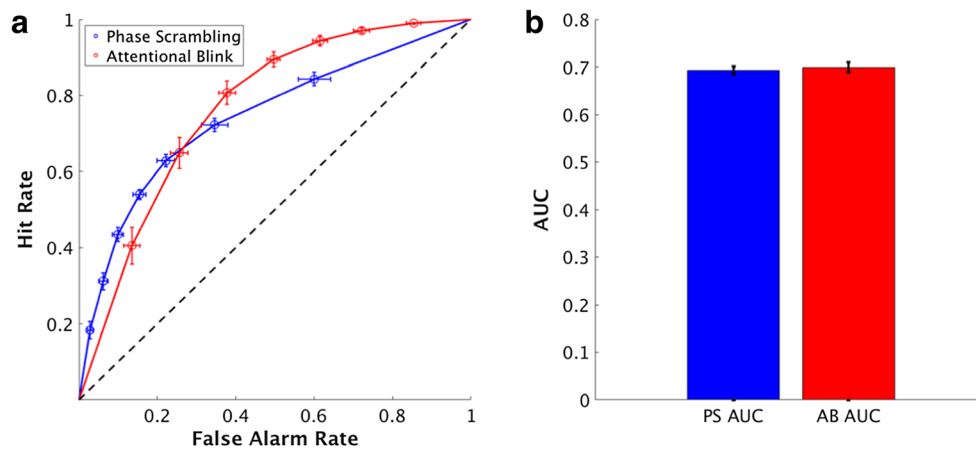 a
Phase Scrambling
Attentional Blink
Hit Rate
1
0.8
0.6
0.4
0.2
0.2
0.4
0.6
0.8
1
False Alarm Rate
b
AUC
0.8
0.7
0.6
0.5
0.4
0.3
0.2
0.1
0
PS AUC
AB AUC